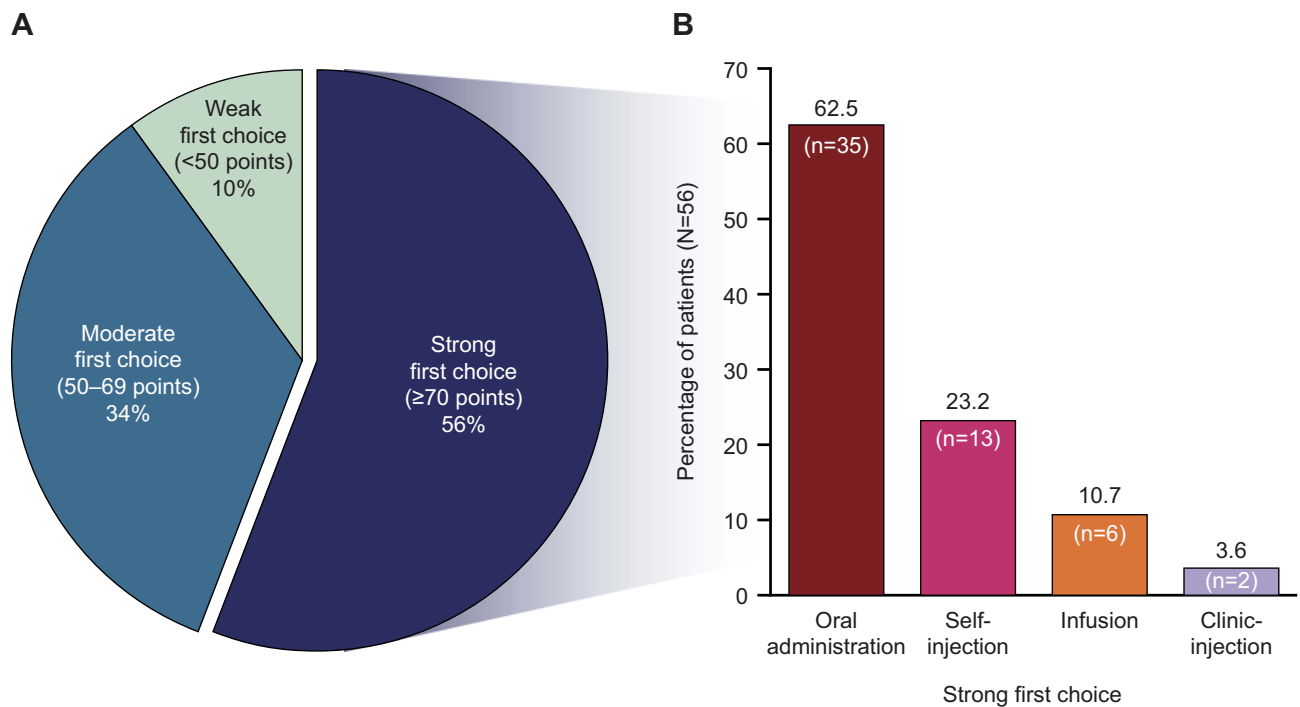 A
Weak
first choice
(<50 points)
10%
Moderate
first choice
(50–69 points)
34%
Strong
first choice
(≥70 points)
56%
B
Percentage of patients (N=56)
70
60
50
40
30
20
10
0
62.5
(n=35)
23.2
(n=13)
10.7
(n=6)
3.6
(n=2)
Oral
administration
Self-
injection
Infusion
Clinic-
injection
Strong first choice